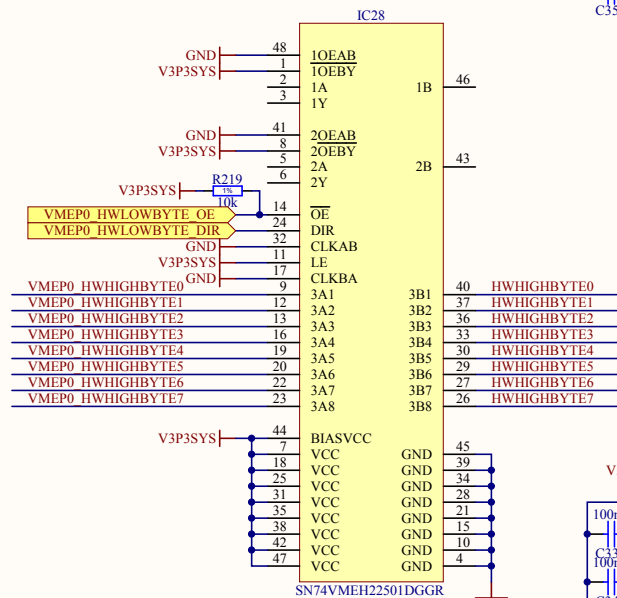 IC28
C35
GND 48 1OEAB
V3P3SYS 1 1OEBY
2 1A 1B 46
3 1Y
GND 41 2OEAB
V3P3SYS 8 2OEBY
5 2A 2B 43
6 2Y
R219
V3P3SYS 1%
10k
VMEP0_HWLOWBYTE_OE 14 OE
VMEP0_HWLOWBYTE_DIR 24 DIR
GND 32 CLKAB
V3P3SYS 11 LE
GND 17 CLKBA
VMEP0_HWHIGHBYTE0 9 3A1 3B1 40 HWHIGHBYTE0
VMEP0_HWHIGHBYTE1 12 3A2 3B2 37 HWHIGHBYTE1
VMEP0_HWHIGHBYTE2 13 3A3 3B3 36 HWHIGHBYTE2
VMEP0_HWHIGHBYTE3 16 3A4 3B4 33 HWHIGHBYTE3
VMEP0_HWHIGHBYTE4 19 3A5 3B5 30 HWHIGHBYTE4
VMEP0_HWHIGHBYTE5 20 3A6 3B6 29 HWHIGHBYTE5
VMEP0_HWHIGHBYTE6 22 3A7 3B7 27 HWHIGHBYTE6
VMEP0_HWHIGHBYTE7 23 3A8 3B8 26 HWHIGHBYTE7
V3P3SYS 44 BIASVCC
7 VCC GND 45
18 VCC GND 39
25 VCC GND 34
31 VCC GND 28
35 VCC GND 21
38 VCC GND 15
42 VCC GND 10
47 VCC GND 4
V
100n
C33
100n
SN74VMEH22501DGGR